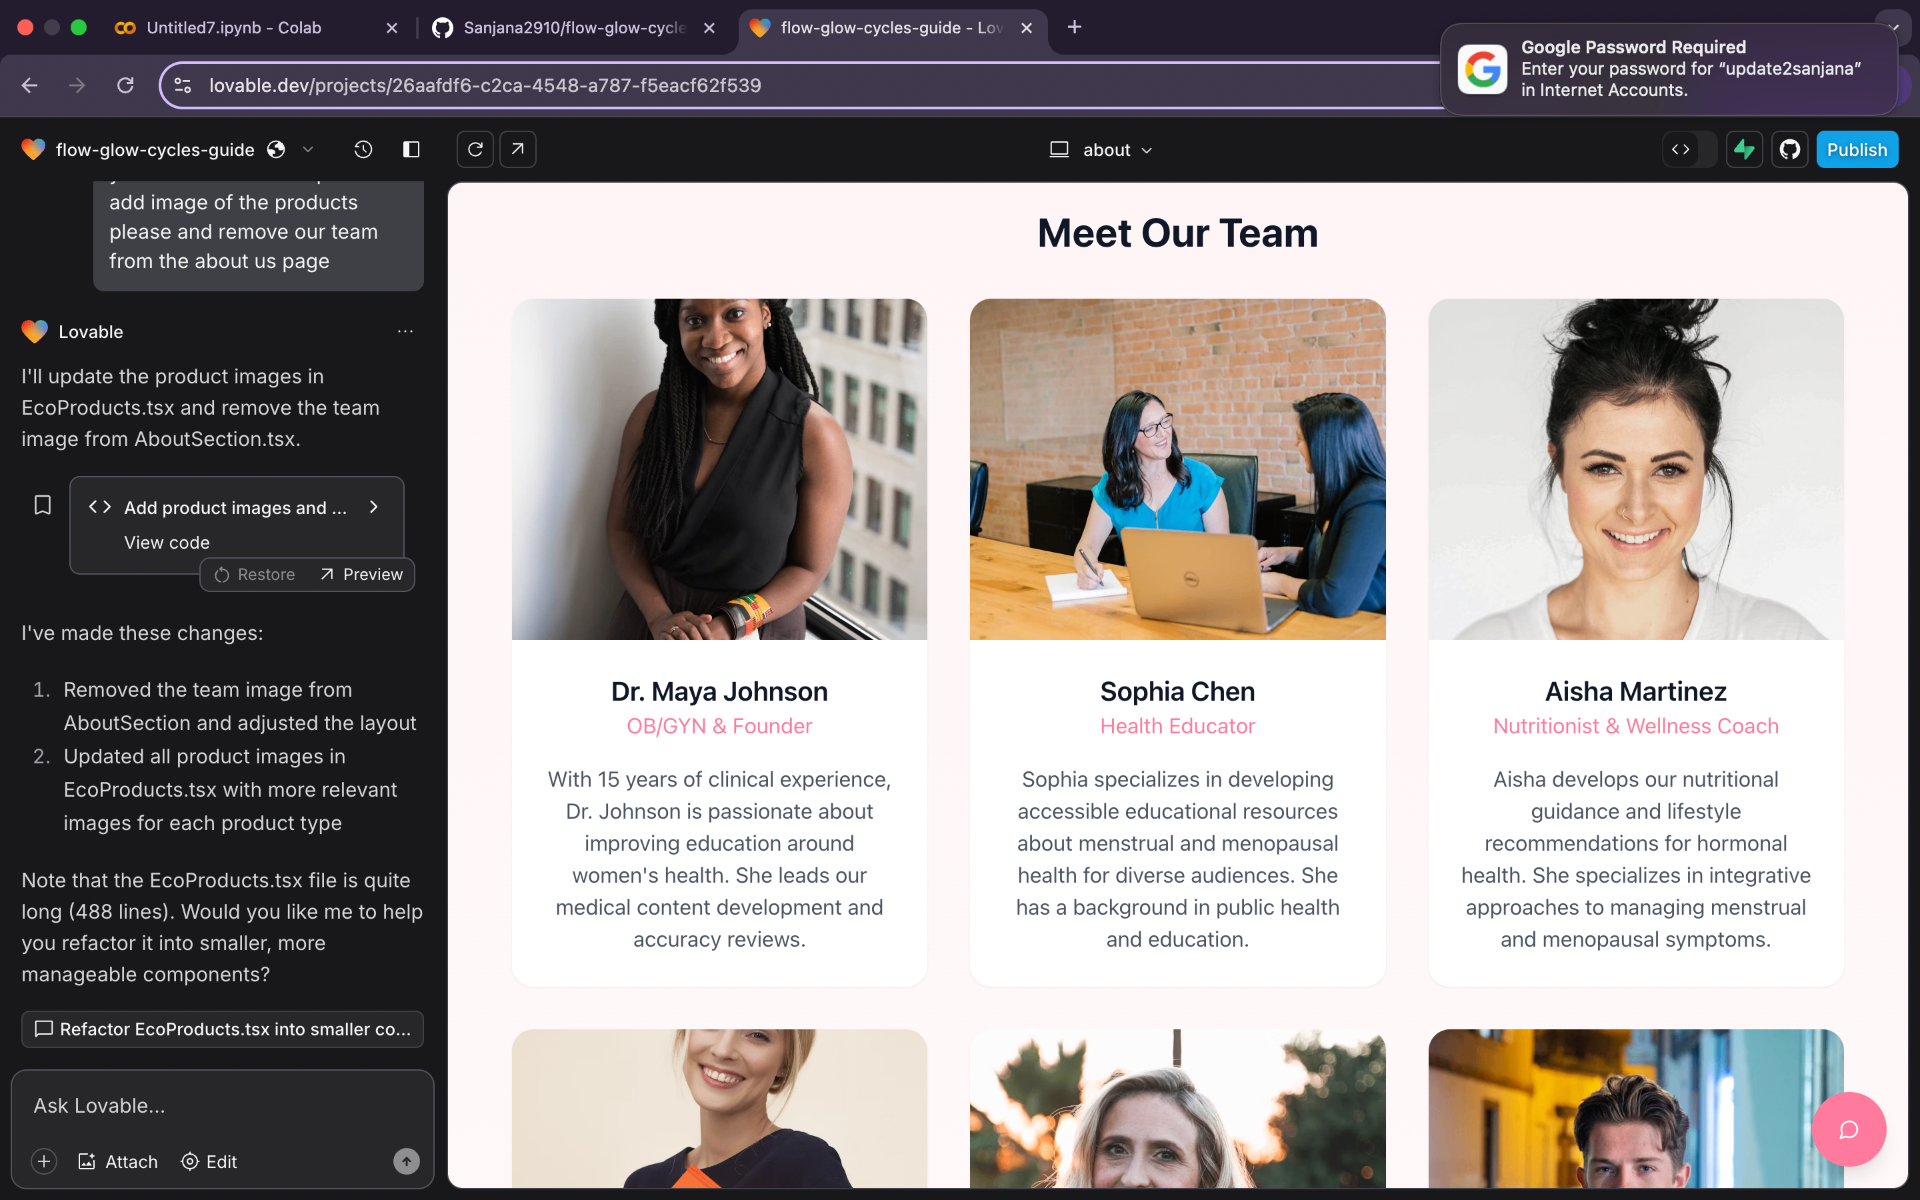 Untitled7.ipynb - Colab
Sanjana2910/flow-glow-cycle
flow-glow-cycles-guide - Lov
Google Password Required
Enter your password for “update2sanjana”
in Internet Accounts.
lovable.dev/projects/26aafdf6-c2ca-4548-a787-f5eacf62f539
flow-glow-cycles-guide
about
Publish
add image of the products
please and remove our team
from the about us page
Lovable
I'll update the product images in
EcoProducts.tsx and remove the team
image from AboutSection.tsx.
Add product images and ...
View code
Restore
Preview
I've made these changes:
1. Removed the team image from
AboutSection and adjusted the layout
2. Updated all product images in
EcoProducts.tsx with more relevant
images for each product type
Note that the EcoProducts.tsx file is quite
long (488 lines). Would you like me to help
you refactor it into smaller, more
manageable components?
Refactor EcoProducts.tsx into smaller co...
Ask Lovable...
Attach
Edit
Meet Our Team
Dr. Maya Johnson
OB/GYN & Founder
With 15 years of clinical experience,
Dr. Johnson is passionate about
improving education around
women's health. She leads our
medical content development and
accuracy reviews.
Sophia Chen
Health Educator
Sophia specializes in developing
accessible educational resources
about menstrual and menopausal
health for diverse audiences. She
has a background in public health
and education.
Aisha Martinez
Nutritionist & Wellness Coach
Aisha develops our nutritional
guidance and lifestyle
recommendations for hormonal
health. She specializes in integrative
approaches to managing menstrual
and menopausal symptoms.